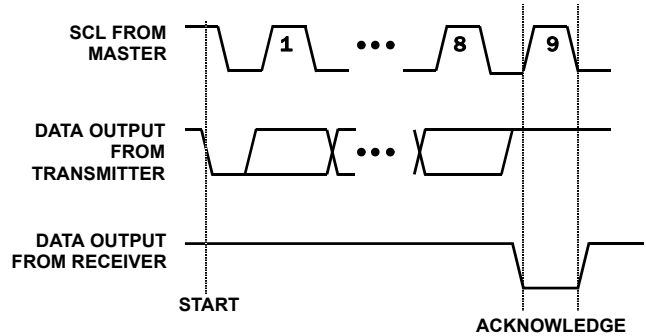 SCL FROM
MASTER
1
8
9
DATA OUTPUT
FROM
TRANSMITTER
DATA OUTPUT
FROM RECEIVER
START
ACKNOWLEDGE